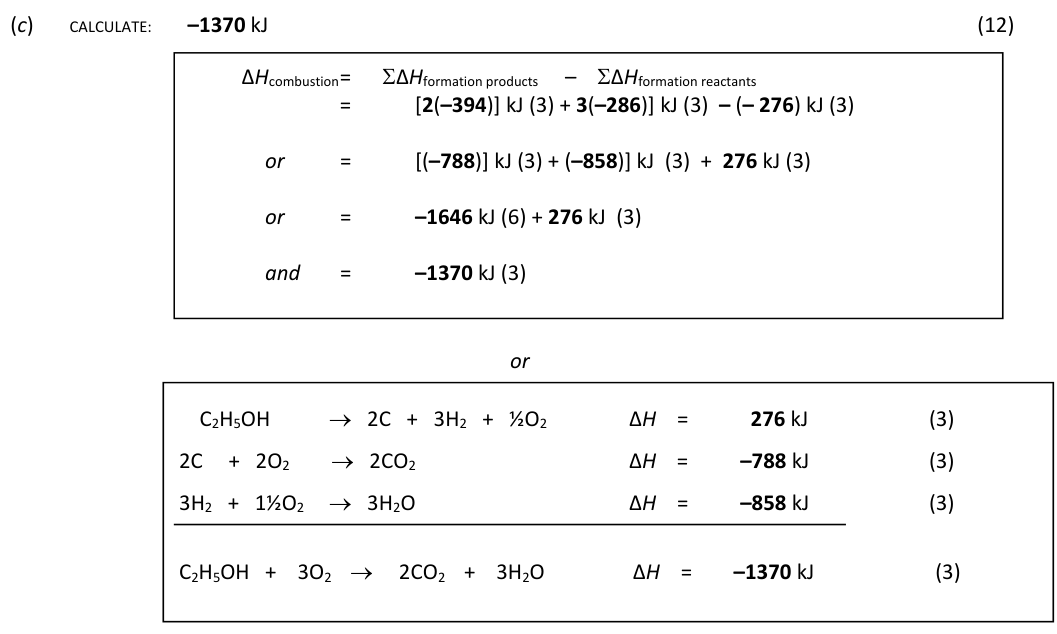 (c) CALCULATE: –1370 kJ (12)
ΔHcombustion= ΣΔHformation products – ΣΔHformation reactants
= [2(–394)] kJ (3) + 3(–286)] kJ (3) – (– 276) kJ (3)
or = [(–788)] kJ (3) + (–858)] kJ (3) + 276 kJ (3)
or = –1646 kJ (6) + 276 kJ (3)
and = –1370 kJ (3)
or
C₂H₅OH → 2C + 3H₂ + ½O₂ ΔH = 276 kJ (3)
2C + 2O₂ → 2CO₂ ΔH = –788 kJ (3)
3H₂ + 1½O₂ → 3H₂O ΔH = –858 kJ (3)
C₂H₅OH + 3O₂ → 2CO₂ + 3H₂O ΔH = –1370 kJ (3)